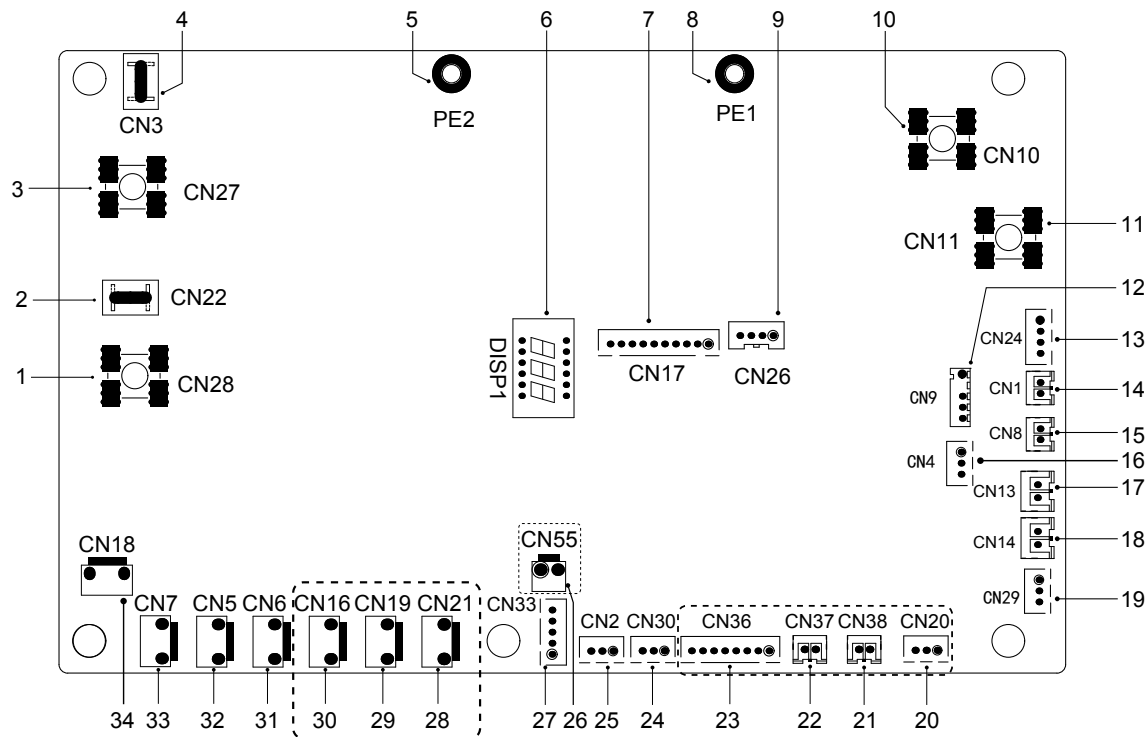 4 5 6 7 8 9 10
CN3
PE2
PE1
CN10
3
CN27
11
CN11
12
2
CN22
DISP1
CN17
CN26
CN24
13
1
CN28
CN9
CN1
14
CN8
15
CN4
16
CN13
17
CN18
CN55
CN14
18
CN7 CN5 CN6 CN16 CN19 CN21 CN33 CN2 CN30 CN36 CN37 CN38 CN20
CN29
19
34 33 32 31 30 29 28 27 26 25 24 23 22 21 20